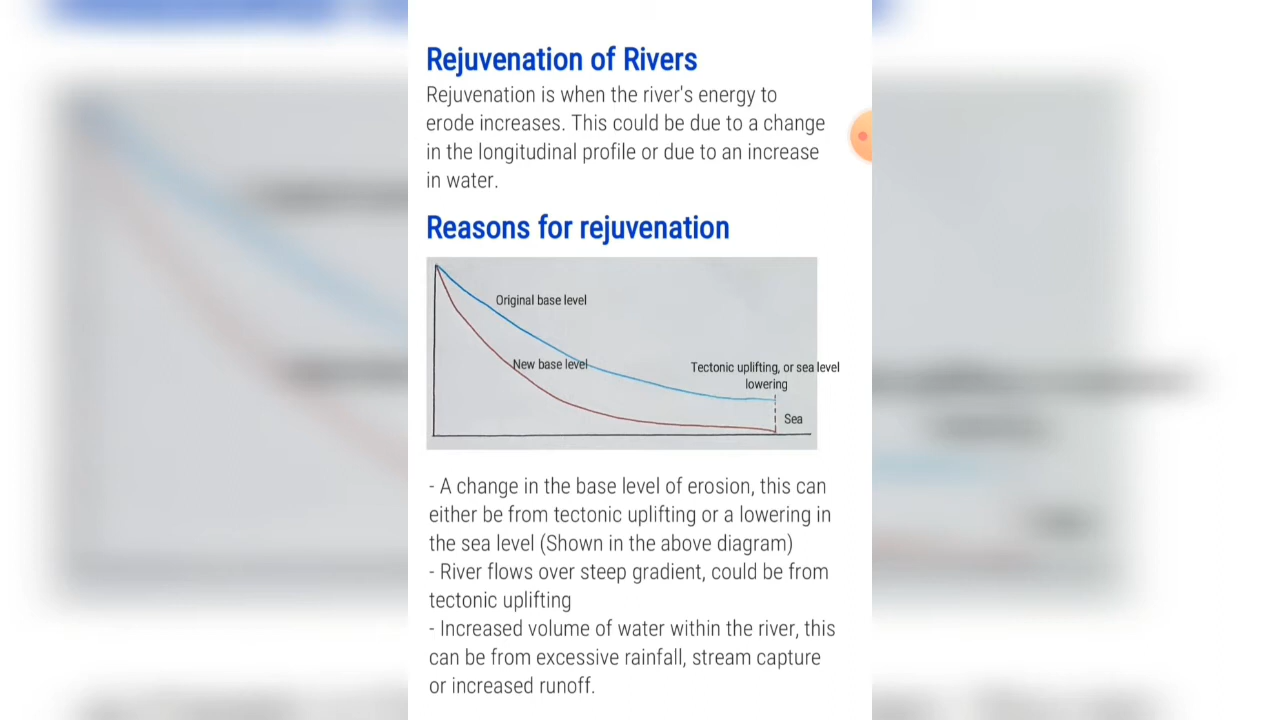 Rejuvenation of Rivers
Rejuvenation is when the river's energy to
erode increases. This could be due to a change
in the longitudinal profile or due to an increase
in water.
Reasons for rejuvenation
Original base level
New base level
Tectonic uplifting, or sea level
lowering
Sea
- A change in the base level of erosion, this can
either be from tectonic uplifting or a lowering in
the sea level (Shown in the above diagram)
- River flows over steep gradient, could be from
tectonic uplifting
- Increased volume of water within the river, this
can be from excessive rainfall, stream capture
or increased runoff.